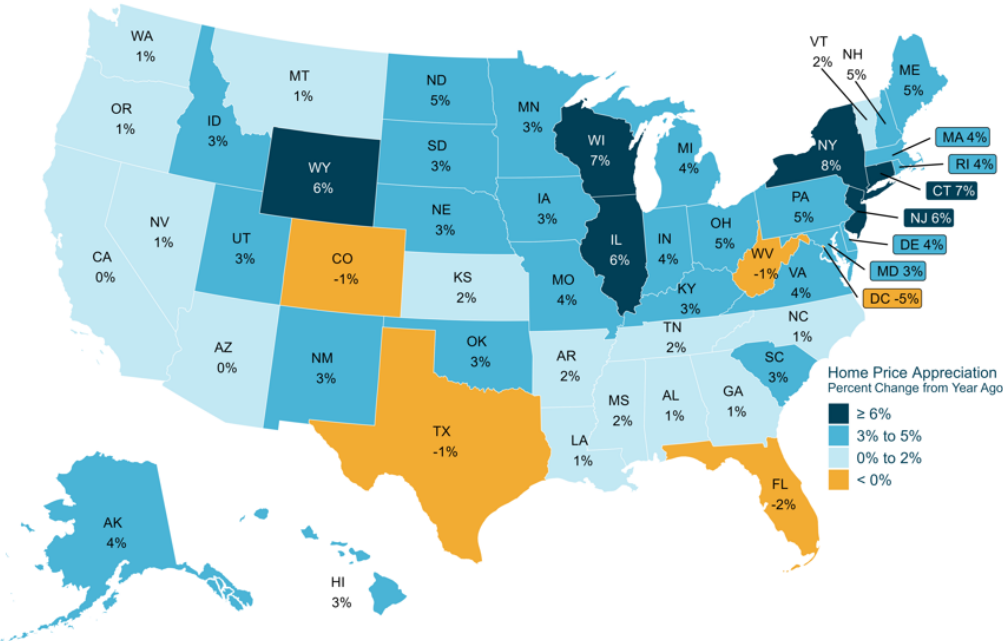 WA
1%
OR
1%
CA
0%
NV
1%
ID
3%
MT
1%
WY
6%
UT
3%
CO
-1%
AZ
0%
NM
3%
ND
5%
SD
3%
NE
3%
KS
2%
OK
3%
TX
-1%
MN
3%
IA
3%
MO
4%
AR
2%
LA
1%
WI
7%
IL
6%
MI
4%
IN
4%
OH
5%
KY
3%
TN
2%
MS
2%
AL
1%
GA
1%
FL
-2%
SC
3%
NC
1%
VA
4%
WV
-1%
PA
5%
NY
8%
VT
2%
NH
5%
ME
5%
MA 4%
RI 4%
CT 7%
NJ 6%
DE 4%
MD 3%
DC -5%
AK
4%
HI
3%
Home Price Appreciation
Percent Change from Year Ago
≥ 6%
3% to 5%
0% to 2%
< 0%